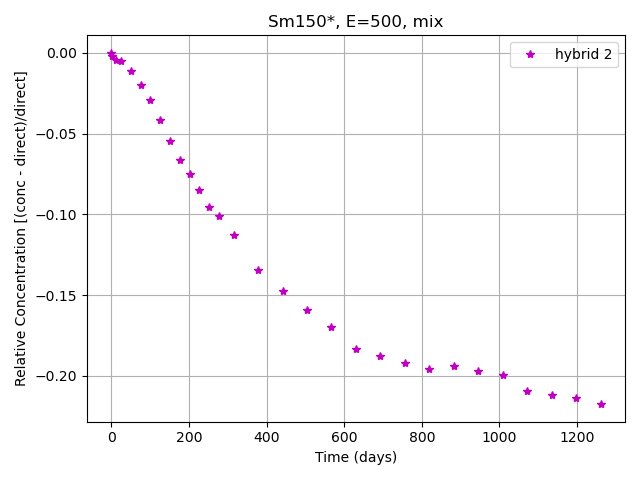 Sm150*, E=500, mix
hybrid 2
0.00
−0.05
−0.10
−0.15
−0.20
Relative Concentration [(conc - direct)/direct]
0 200 400 600 800 1000 1200
Time (days)